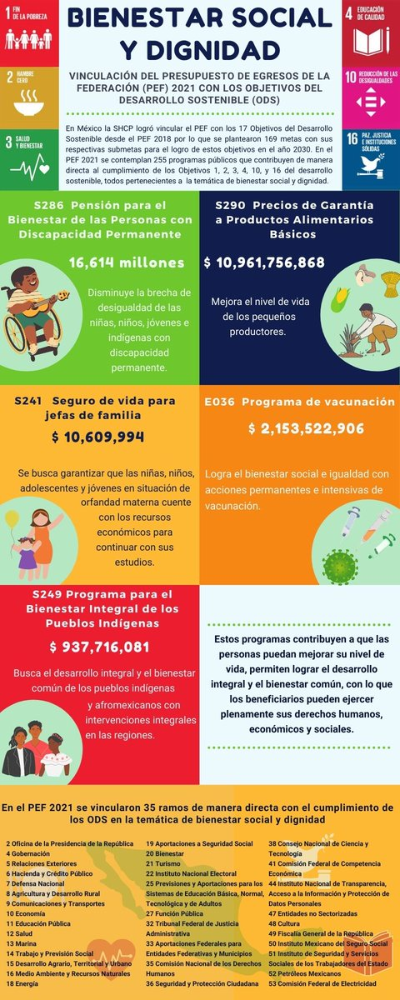 1 FIN DE LA POBREZA
2 HAMBRE CERO
3 SALUD Y BIENESTAR
BIENESTAR SOCIAL
Y DIGNIDAD
VINCULACIÓN DEL PRESUPUESTO DE EGRESOS DE LA
FEDERACIÓN (PEF) 2021 CON LOS OBJETIVOS DEL
DESARROLLO SOSTENIBLE (ODS)
4 EDUCACIÓN DE CALIDAD
10 REDUCCIÓN DE LAS DESIGUALDADES
16 PAZ, JUSTICIA E INSTITUCIONES SÓLIDAS
En México la SHCP logró vincular el PEF con los 17 Objetivos del Desarrollo
Sostenible desde el PEF 2018 por lo que se plantearon 169 metas con sus
respectivas submetas para el logro de estos objetivos en el año 2030. En el
PEF 2021 se contemplan 255 programas públicos que contribuyen de manera
directa al cumplimiento de los Objetivos 1, 2, 3, 4, 10, y 16 del desarrollo
sostenible, todos pertenecientes a la temática de bienestar social y dignidad.
S286 Pensión para el
Bienestar de las Personas con
Discapacidad Permanente
16,614 millones
Disminuye la brecha de
desigualdad de las
niñas, niños, jóvenes e
indígenas con
discapacidad
permanente.
S290 Precios de Garantía
a Productos Alimentarios
Básicos
$ 10,961,756,868
Mejora el nivel de vida
de los pequeños
productores.
S241 Seguro de vida para
jefas de familia
$ 10,609,994
Se busca garantizar que las niñas, niños,
adolescentes y jóvenes en situación de
orfandad materna cuente
con los recursos
económicos para
continuar con sus
estudios.
E036 Programa de vacunación
$ 2,153,522,906
Logra el bienestar social e igualdad con
acciones permanentes e intensivas de
vacunación.
S249 Programa para el
Bienestar Integral de los
Pueblos Indígenas
$ 937,716,081
Busca el desarrollo integral y el bienestar
común de los pueblos indígenas
y afromexicanos con
intervenciones integrales
en las regiones.
Estos programas contribuyen a que las
personas puedan mejorar su nivel de
vida, permiten lograr el desarrollo
integral y el bienestar común, con lo que
los beneficiarios pueden ejercer
plenamente sus derechos humanos,
económicos y sociales.
En el PEF 2021 se vincularon 35 ramos de manera directa con el cumplimiento de
los ODS en la temática de bienestar social y dignidad
2 Oficina de la Presidencia de la República
4 Gobernación
5 Relaciones Exteriores
6 Hacienda y Crédito Público
7 Defensa Nacional
8 Agricultura y Desarrollo Rural
9 Comunicaciones y Transportes
10 Economía
11 Educación Pública
12 Salud
13 Marina
14 Trabajo y Previsión Social
15 Desarrollo Agrario, Territorial y Urbano
16 Medio Ambiente y Recursos Naturales
18 Energía
19 Aportaciones a Seguridad Social
20 Bienestar
21 Turismo
22 Instituto Nacional Electoral
25 Previsiones y Aportaciones para los
Sistemas de Educación Básica, Normal,
Tecnológica y de Adultos
27 Función Pública
32 Tribunal Federal de Justicia
Administrativa
33 Aportaciones Federales para
Entidades Federativas y Municipios
35 Comisión Nacional de los Derechos
Humanos
36 Seguridad y Protección Ciudadana
38 Consejo Nacional de Ciencia y
Tecnología
41 Comisión Federal de Competencia
Económica
44 Instituto Nacional de Transparencia,
Acceso a la Información y Protección de
Datos Personales
47 Entidades no Sectorizadas
48 Cultura
49 Fiscalía General de la República
50 Instituto Mexicano del Seguro Social
51 Instituto de Seguridad y Servicios
Sociales de los Trabajadores del Estado
52 Petróleos Mexicanos
53 Comisión Federal de Electricidad